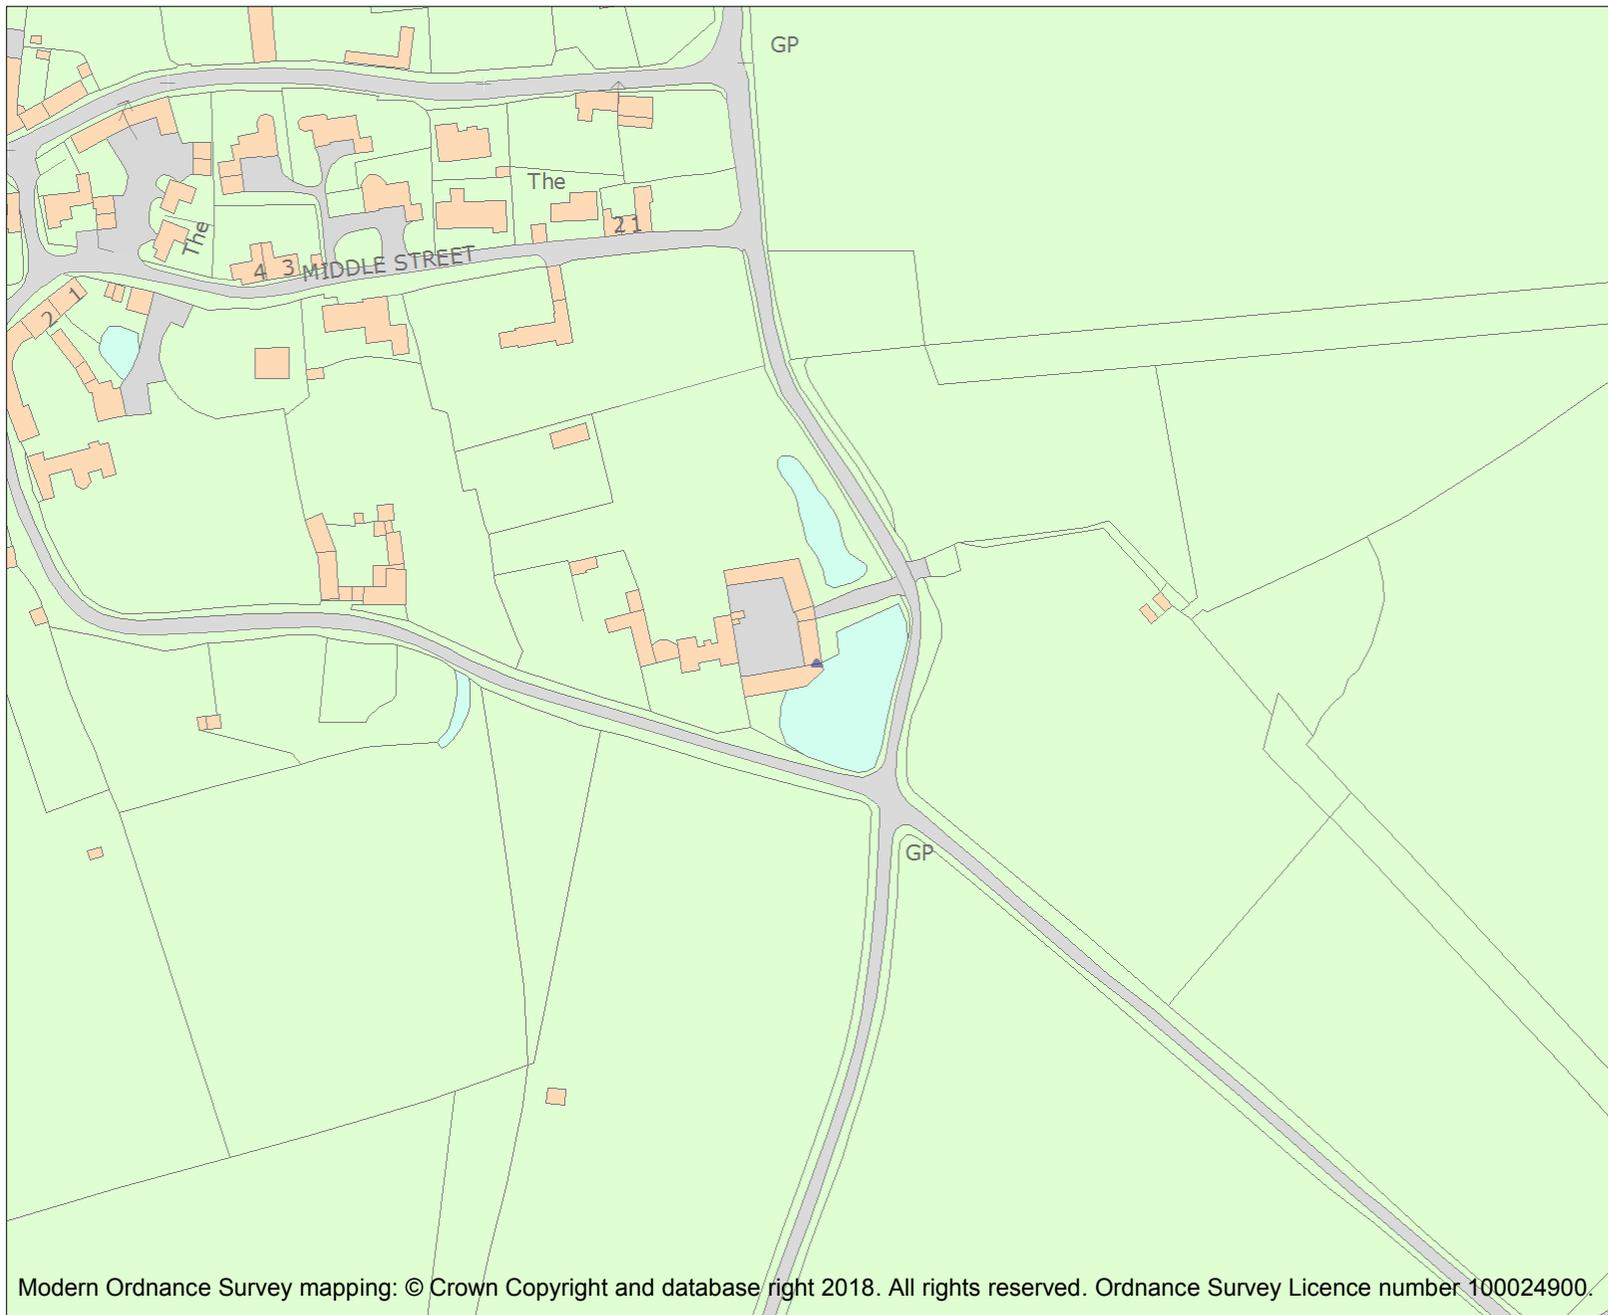 GP
The
The
2 1
4 3 MIDDLE STREET
2 1
GP
Modern Ordnance Survey mapping: © Crown Copyright and database right 2018. All rights reserved. Ordnance Survey Licence number 100024900.